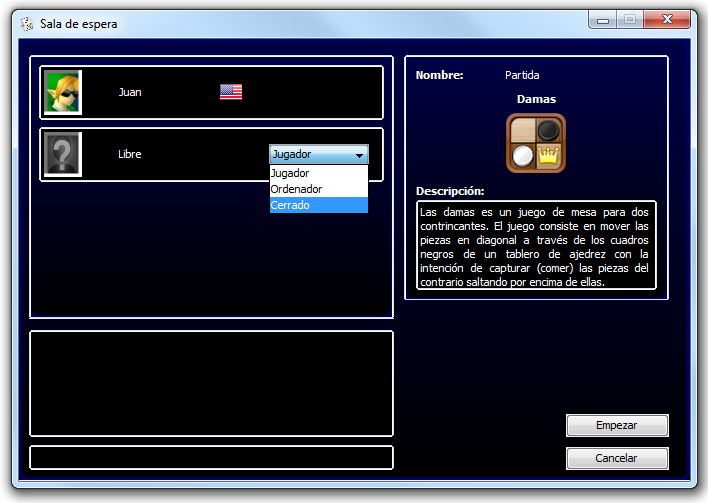 Sala de espera
Juan
Libre
Jugador
Jugador
Ordenador
Cerrado
Nombre: Partida
Damas
Descripción:
Las damas es un juego de mesa para dos
contrincantes. El juego consiste en mover las
piezas en diagonal a través de los cuadros
negros de un tablero de ajedrez con la
intención de capturar (comer) las piezas del
contrario saltando por encima de ellas.
Empezar
Cancelar